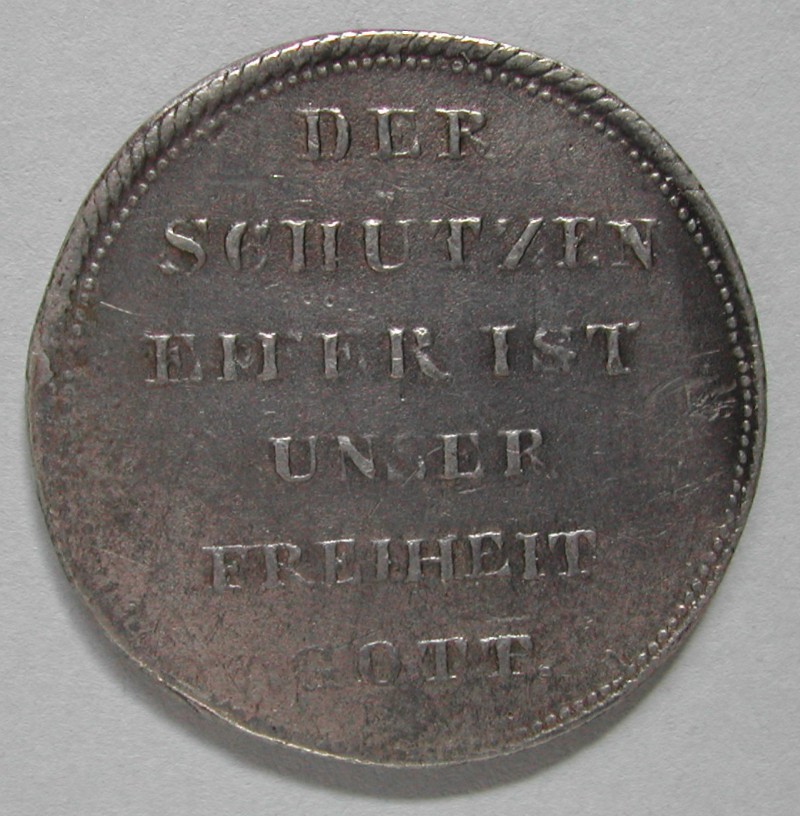 DER
SCHUTZEN
EIFER IST
UNSER
FREIHEIT
GOTT.